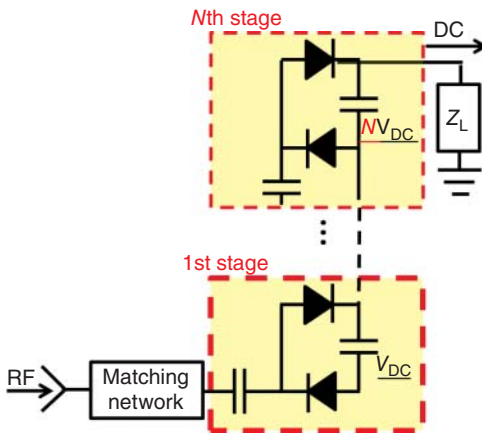 Nth stage
DC
NV_DC
Z_L
⋮
1st stage
V_DC
RF
Matching
network